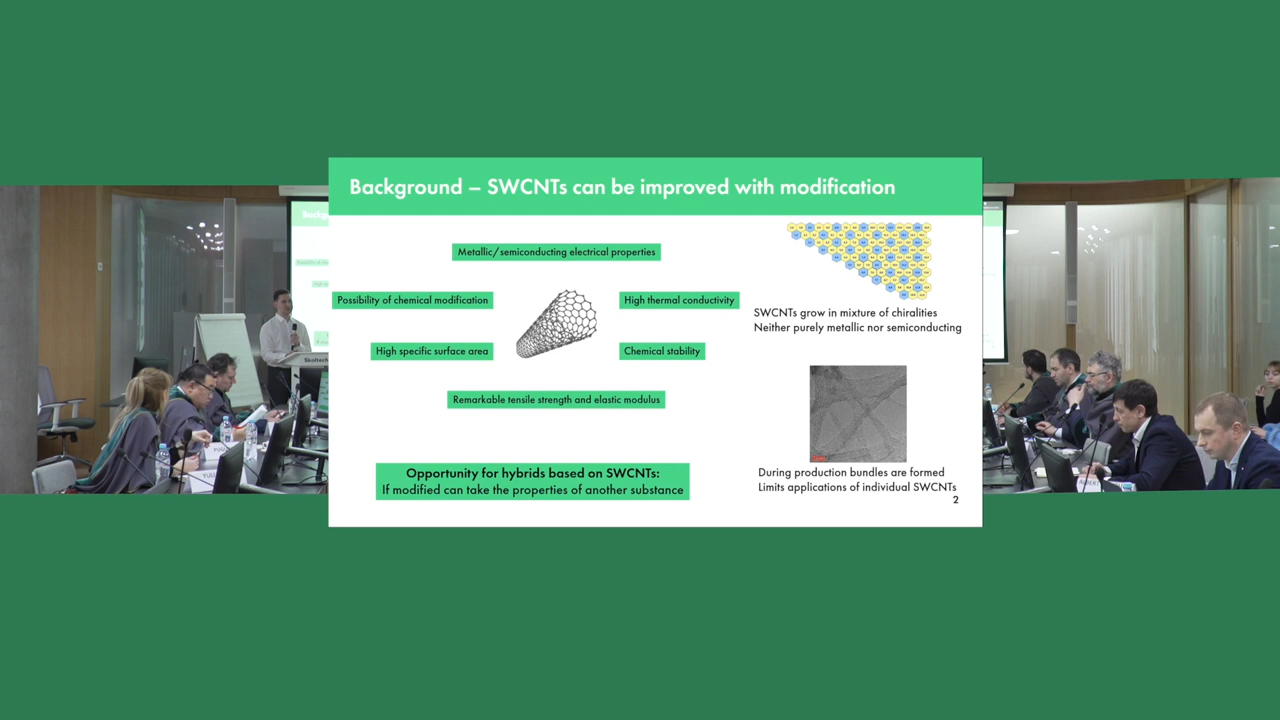 Background – SWCNTs can be improved with modification
Metallic/semiconducting electrical properties
Possibility of chemical modification
High thermal conductivity
High specific surface area
Chemical stability
Remarkable tensile strength and elastic modulus
Opportunity for hybrids based on SWCNTs:
If modified can take the properties of another substance
SWCNTs grow in mixture of chiralities
Neither purely metallic nor semiconducting
During production bundles are formed
Limits applications of individual SWCNTs
2
Skoltech